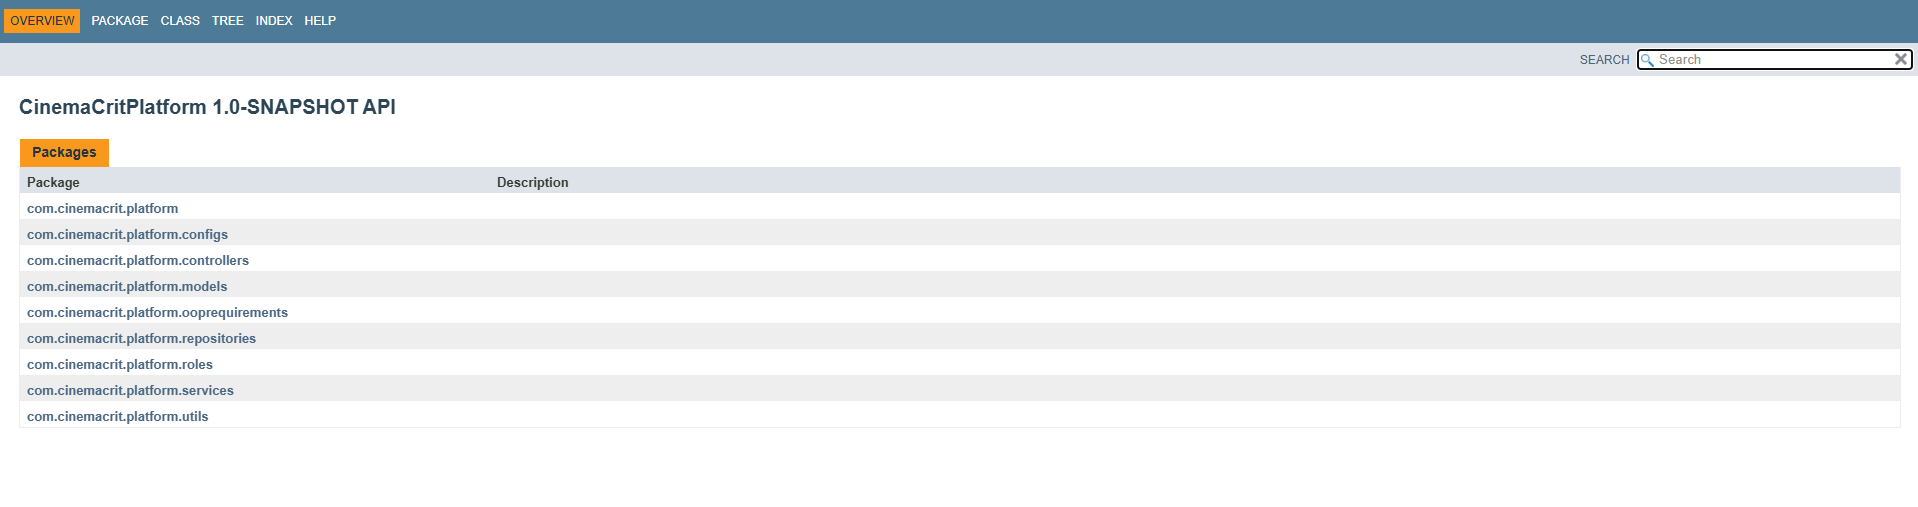 OVERVIEW PACKAGE CLASS TREE INDEX HELP
SEARCH Search
CinemaCritPlatform 1.0-SNAPSHOT API
Packages
Package Description
com.cinemacrit.platform
com.cinemacrit.platform.configs
com.cinemacrit.platform.controllers
com.cinemacrit.platform.models
com.cinemacrit.platform.ooprequirements
com.cinemacrit.platform.repositories
com.cinemacrit.platform.roles
com.cinemacrit.platform.services
com.cinemacrit.platform.utils